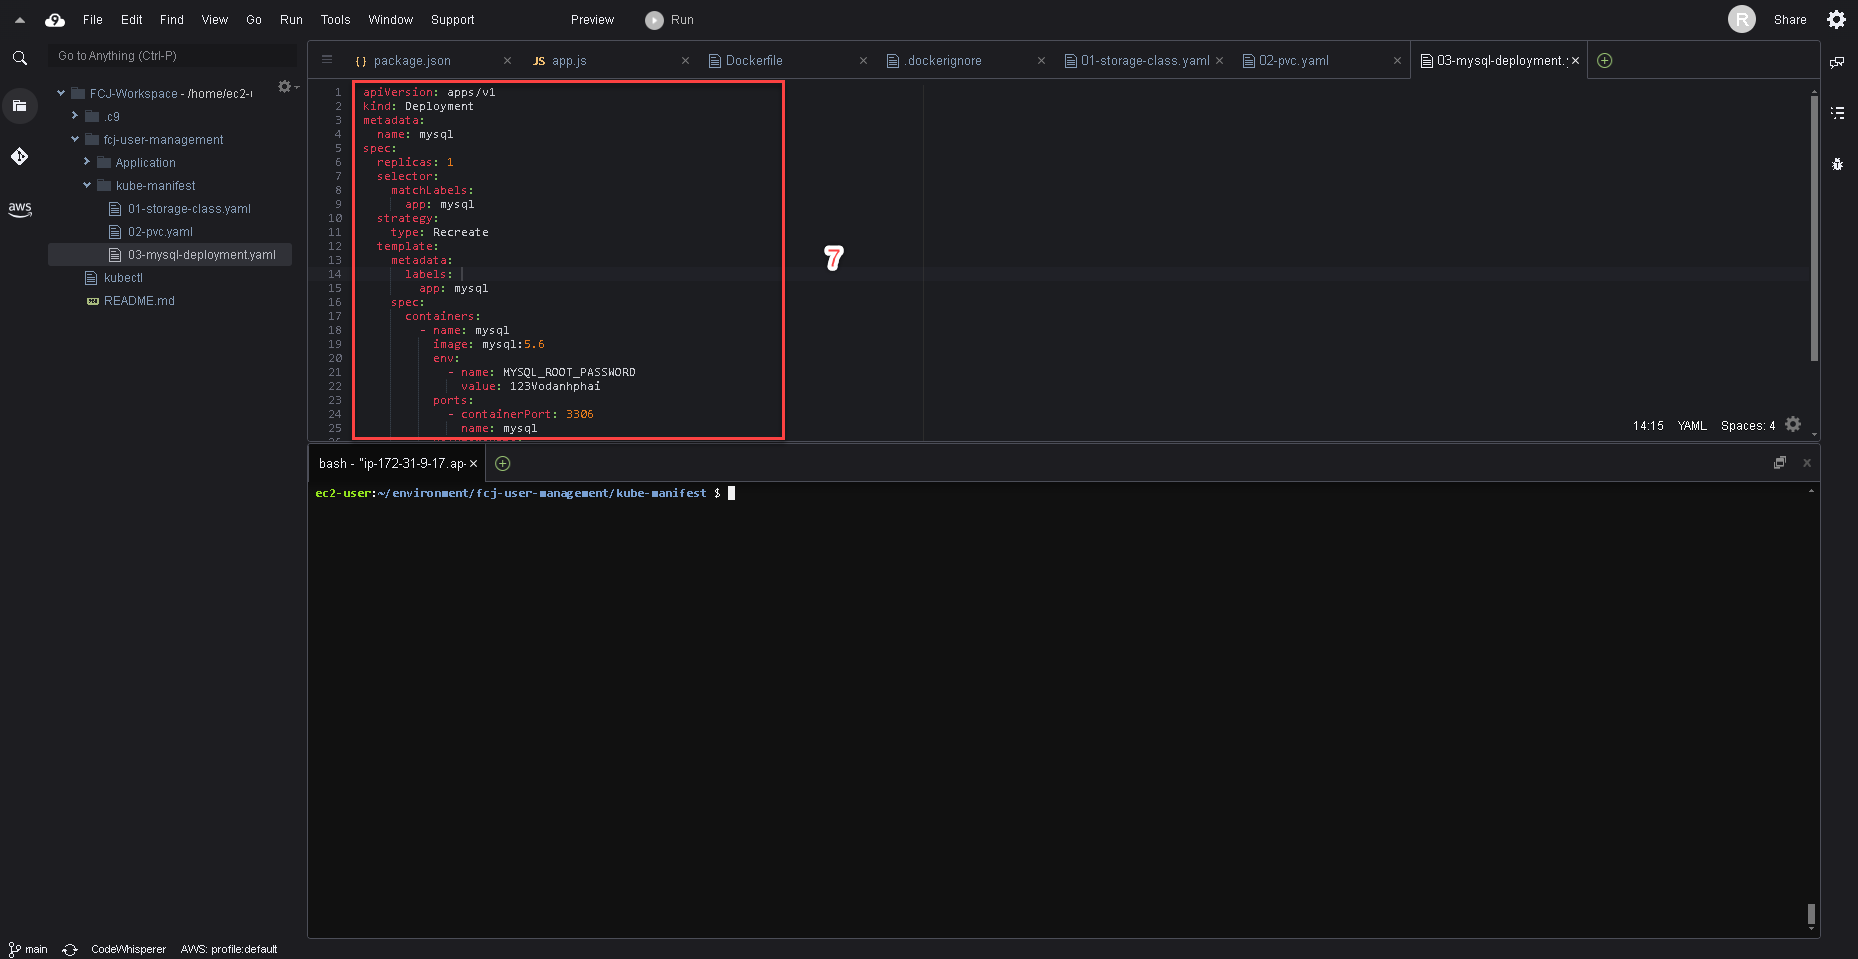 File Edit Find View Go Run Tools Window Support Preview Run R Share
Go to Anything (Ctrl-P)
FCJ-Workspace - /home/ec2-
.c9
fcj-user-management
Application
kube-manifest
01-storage-class.yaml
02-pvc.yaml
03-mysql-deployment.yaml
kubectl
README.md
aws
{} package.json JS app.js Dockerfile .dockerignore 01-storage-class.yaml 02-pvc.yaml 03-mysql-deployment.
1 apiVersion: apps/v1
2 kind: Deployment
3 metadata:
4 name: mysql
5 spec:
6 replicas: 1
7 selector:
8 matchLabels:
9 app: mysql
10 strategy:
11 type: Recreate
12 template:
13 metadata:
14 labels:
15 app: mysql
16 spec:
17 containers:
18 - name: mysql
19 image: mysql:5.6
20 env:
21 - name: MYSQL_ROOT_PASSWORD
22 value: 123Vodanhphai
23 ports:
24 - containerPort: 3306
25 name: mysql
7
14:15 YAML Spaces: 4
bash - "ip-172-31-9-17.ap-
ec2-user:~/environment/fcj-user-management/kube-manifest $
main CodeWhisperer AWS: profile:default